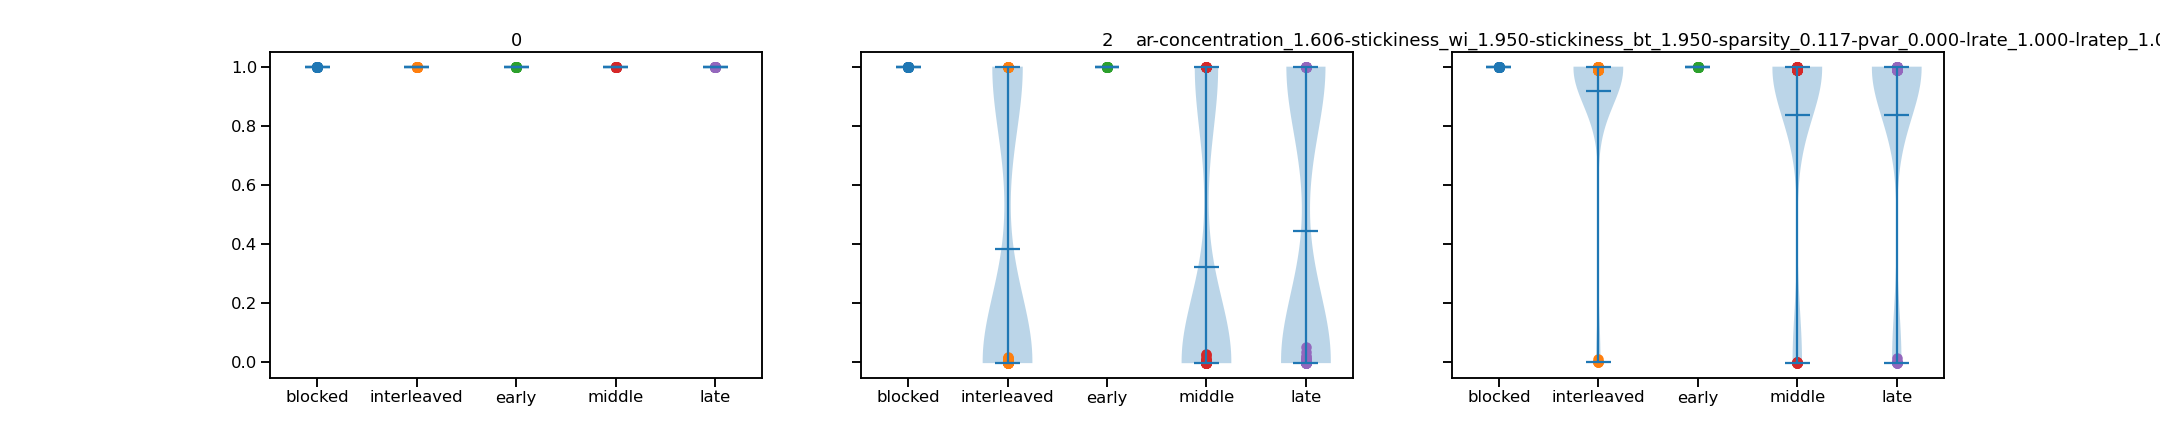 0
2 ar-concentration_1.606-stickiness_wi_1.950-stickiness_bt_1.950-sparsity_0.117-pvar_0.000-lrate_1.000-lratep_1.0
1.0
0.8
0.6
0.4
0.2
0.0
blocked interleaved early middle late
blocked interleaved early middle late
blocked interleaved early middle late